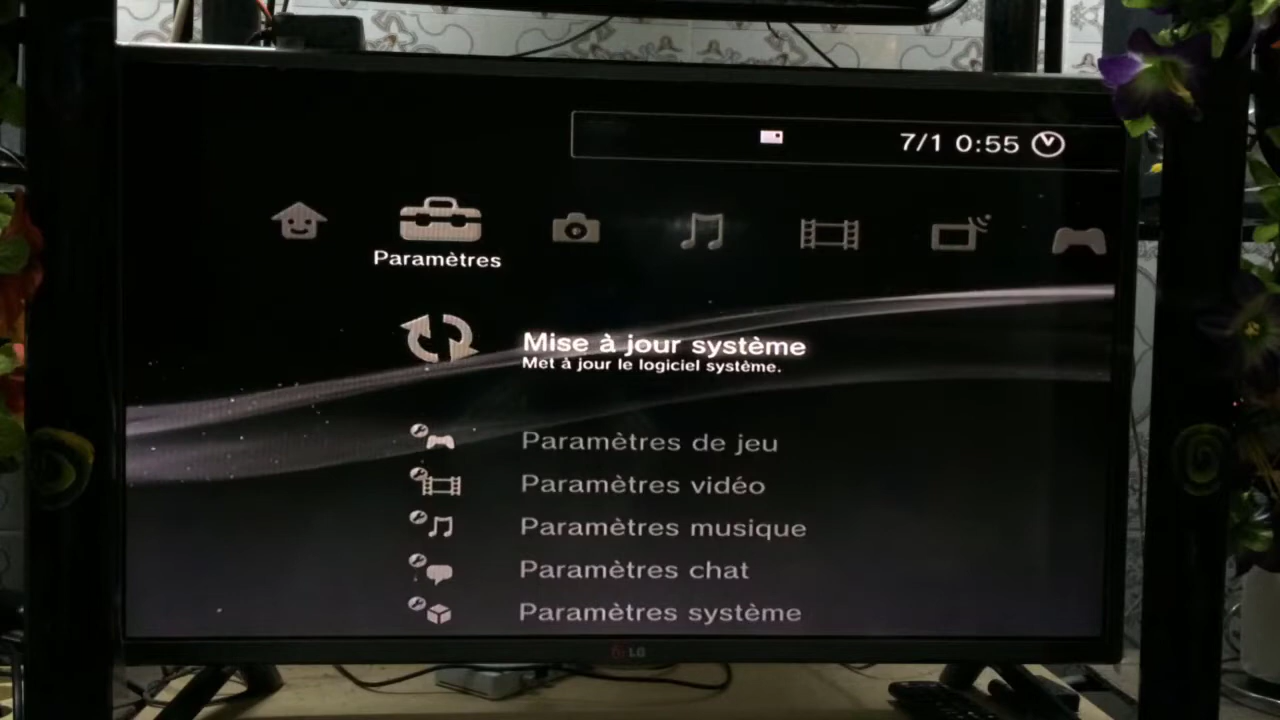 7/1 0:55
Paramètres
Mise à jour système
Met à jour le logiciel système.
Paramètres de jeu
Paramètres vidéo
Paramètres musique
Paramètres chat
Paramètres système
LG